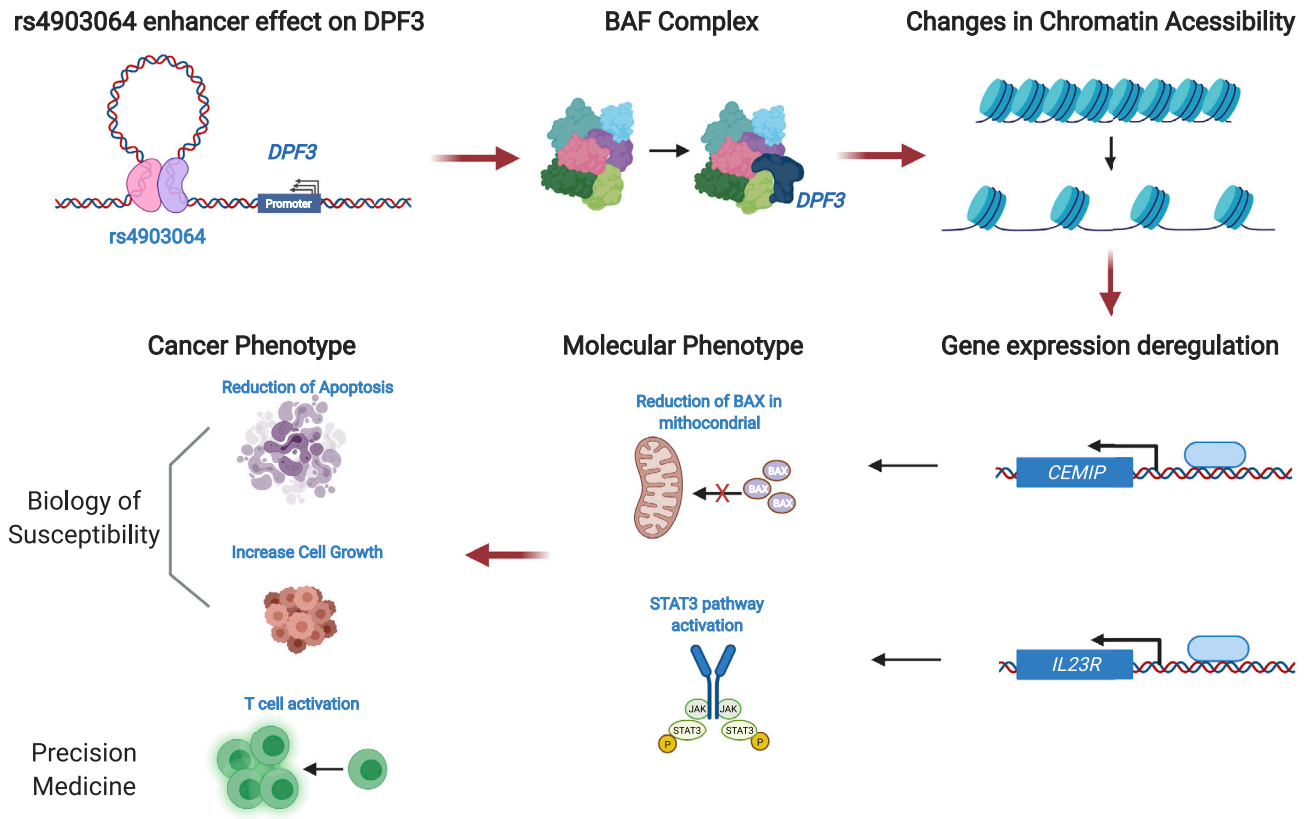 rs4903064 enhancer effect on DPF3
BAF Complex
Changes in Chromatin Acessibility
DPF3
Promoter
rs4903064
DPF3
Cancer Phenotype
Molecular Phenotype
Gene expression deregulation
Reduction of Apoptosis
Reduction of BAX in
mithocondrial
BAX
BAX
BAX
CEMIP
Biology of
Susceptibility
Increase Cell Growth
STAT3 pathway
activation
JAK
JAK
STAT3
STAT3
P
P
IL23R
T cell activation
Precision
Medicine